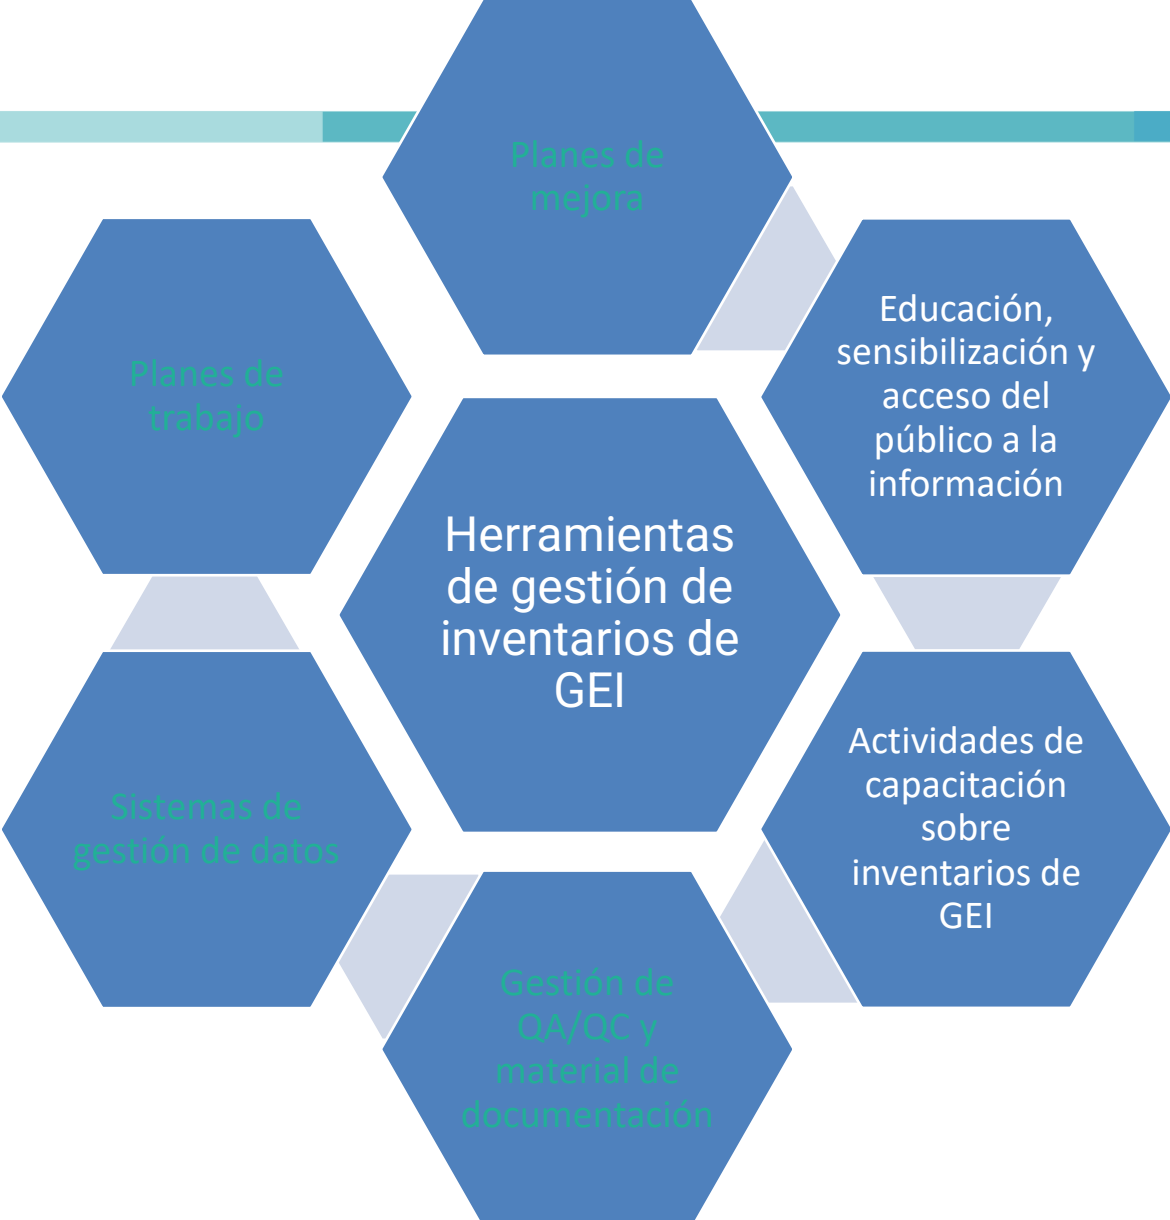 Planes de
mejora
Educación,
sensibilización y
acceso del
público a la
información
Planes de
trabajo
Herramientas
de gestión de
inventarios de
GEI
Actividades de
capacitación
sobre
inventarios de
GEI
Sistemas de
gestión de datos
Gestión de
QA/QC y
material de
documentación